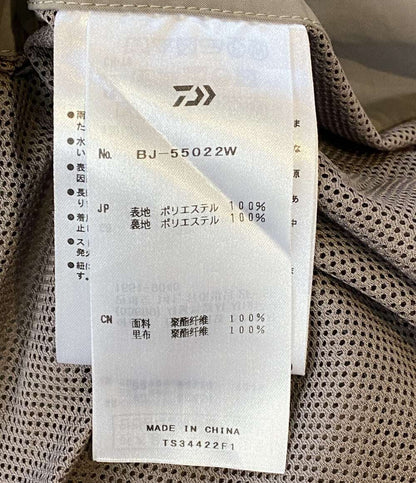 No. BJ-55022W
JP 表地 ポリエステル 100%
裏地 ポリエステル 100%
CN 面料 聚酯纤维 100%
里布 聚酯纤维 100%
MADE IN CHINA
TS34422F1